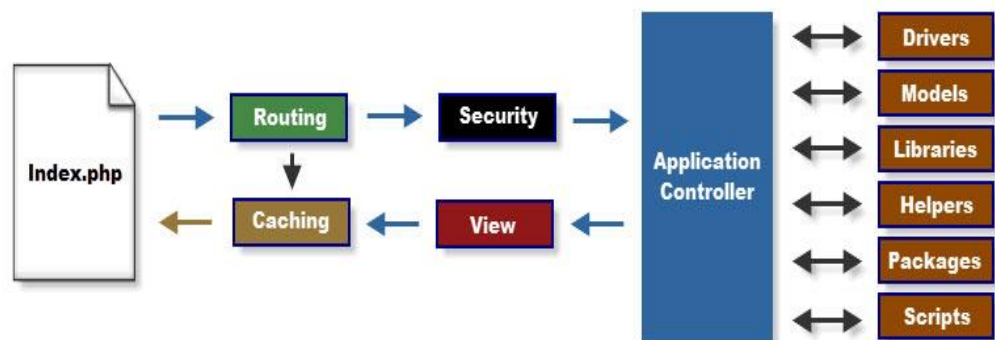 Index.php
Routing
Security
Caching
View
Application
Controller
Drivers
Models
Libraries
Helpers
Packages
Scripts